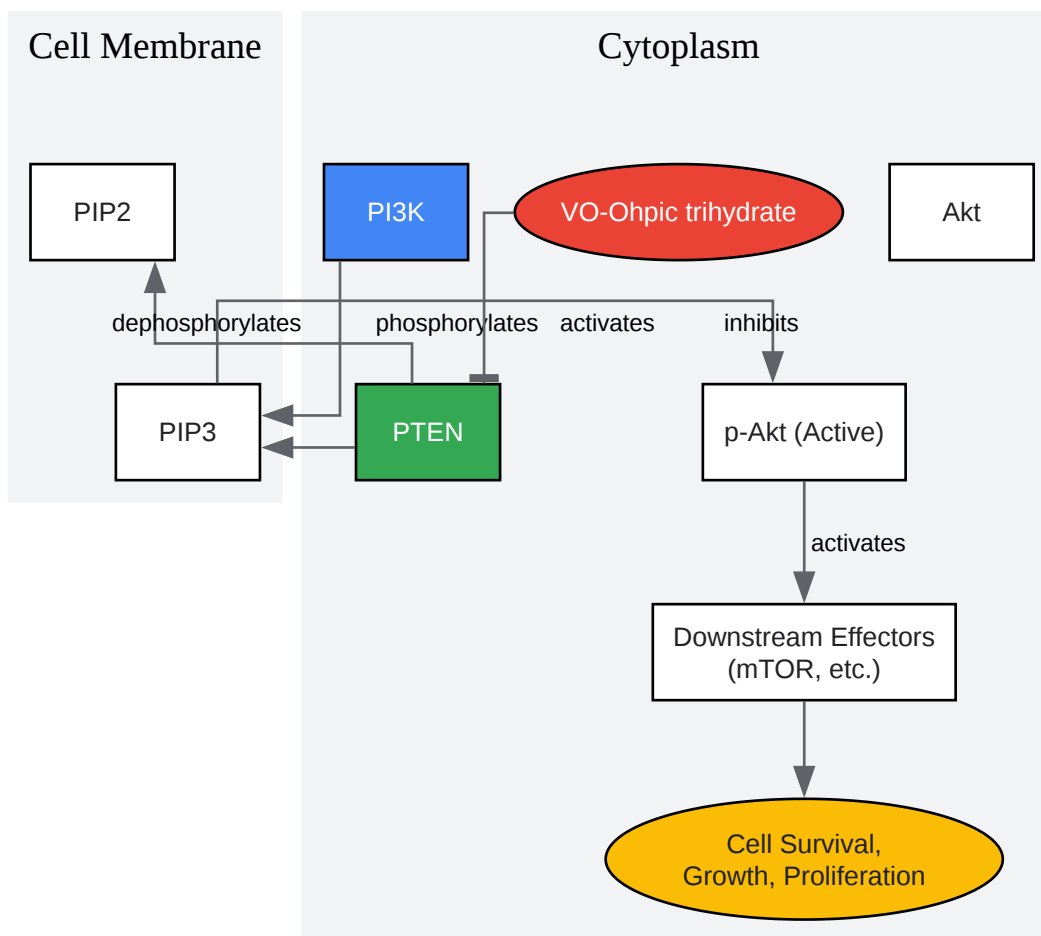 Cell Membrane
Cytoplasm
PIP2
PI3K
VO-Ohpic trihydrate
Akt
dephosphorylates
phosphorylates
activates
inhibits
PIP3
PTEN
p-Akt (Active)
activates
Downstream Effectors
(mTOR, etc.)
Cell Survival,
Growth, Proliferation